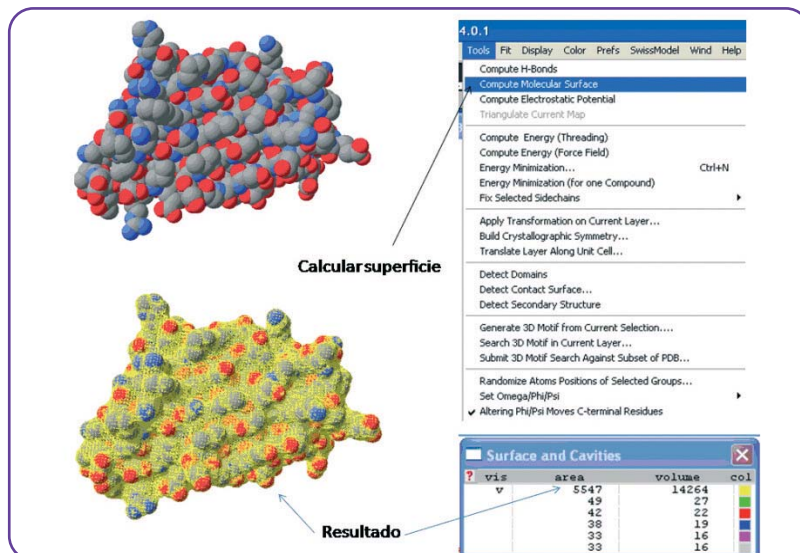 4.0.1
Tools Fit Display Color Prefs SwissModel Wind Help
Compute H-Bonds
Compute Molecular Surface
Compute Electrostatic Potential
Triangulate Current Map
Compute Energy (Threading)
Compute Energy (Force Field)
Energy Minimization... Ctrl+N
Energy Minimization (for one Compound)
Fix Selected Sidechains
Apply Transformation on Current Layer...
Build Crystallographic Symmetry...
Translate Layer Along Unit Cell...
Detect Domains
Detect Contact Surface...
Detect Secondary Structure
Generate 3D Motif from Current Selection....
Search 3D Motif in Current Layer...
Submit 3D Motif Search Against Subset of PDB...
Randomize Atoms Positions of Selected Groups...
Set Omega/Phi/Psi
Altering Phi/Psi Moves C-terminal Residues
Calcular superficie
Surface and Cavities
? vis area volume col
v 5547 14264
49 27
42 22
38 19
33 16
33 16
Resultado